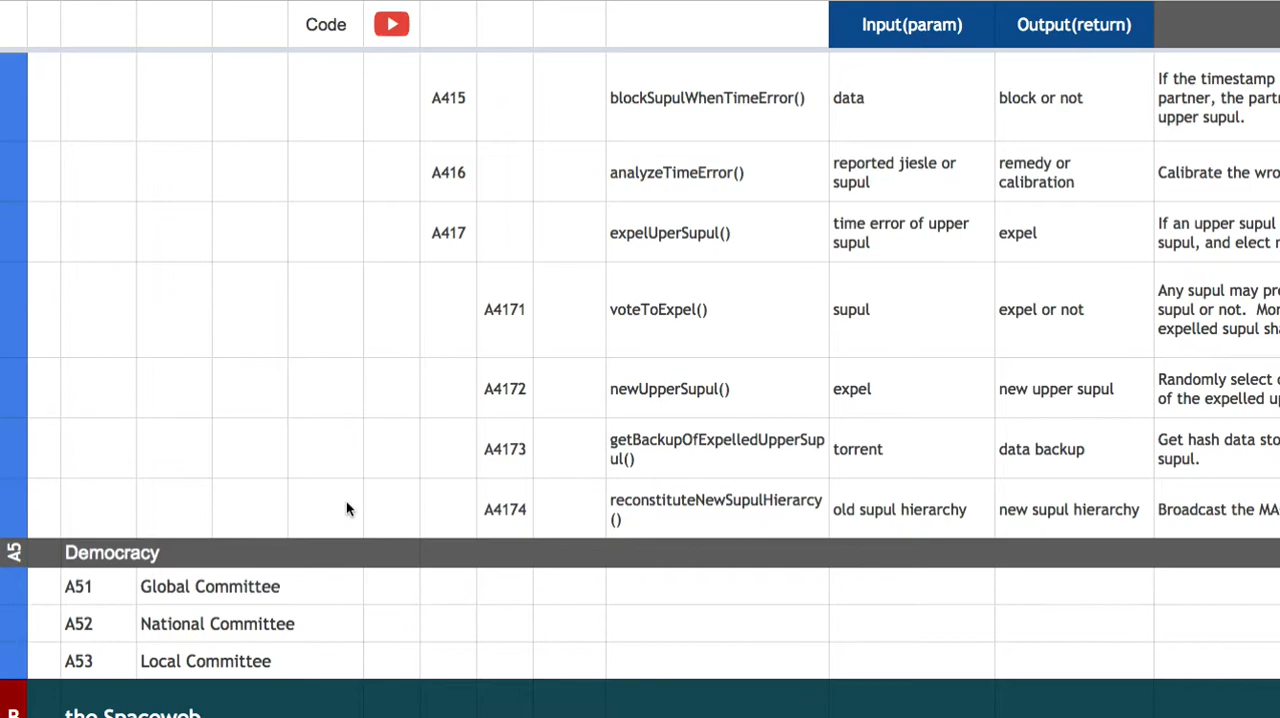 Code Input(param) Output(return)
If the timestamp
A415 blockSupulWhenTimeError() data block or not partner, the part
upper supul.
reported jiesle or remedy or
A416 analyzeTimeError() supul calibration Calibrate the wro
time error of upper If an upper supul
A417 expelUperSupul() supul expel supul, and elect n
Any supul may pre
A4171 voteToExpel() supul expel or not supul or not. Mor
expelled supul sha
Randomly select o
A4172 newUpperSupul() expel new upper supul of the expelled up
getBackupOfExpelledUpperSup Get hash data sto
A4173 ul() torrent data backup supul.
reconstituteNewSupulHierarcy
A4174 () old supul hierarchy new supul hierarchy Broadcast the MA
A5 Democracy
A51 Global Committee
A52 National Committee
A53 Local Committee
B the Spaceweb